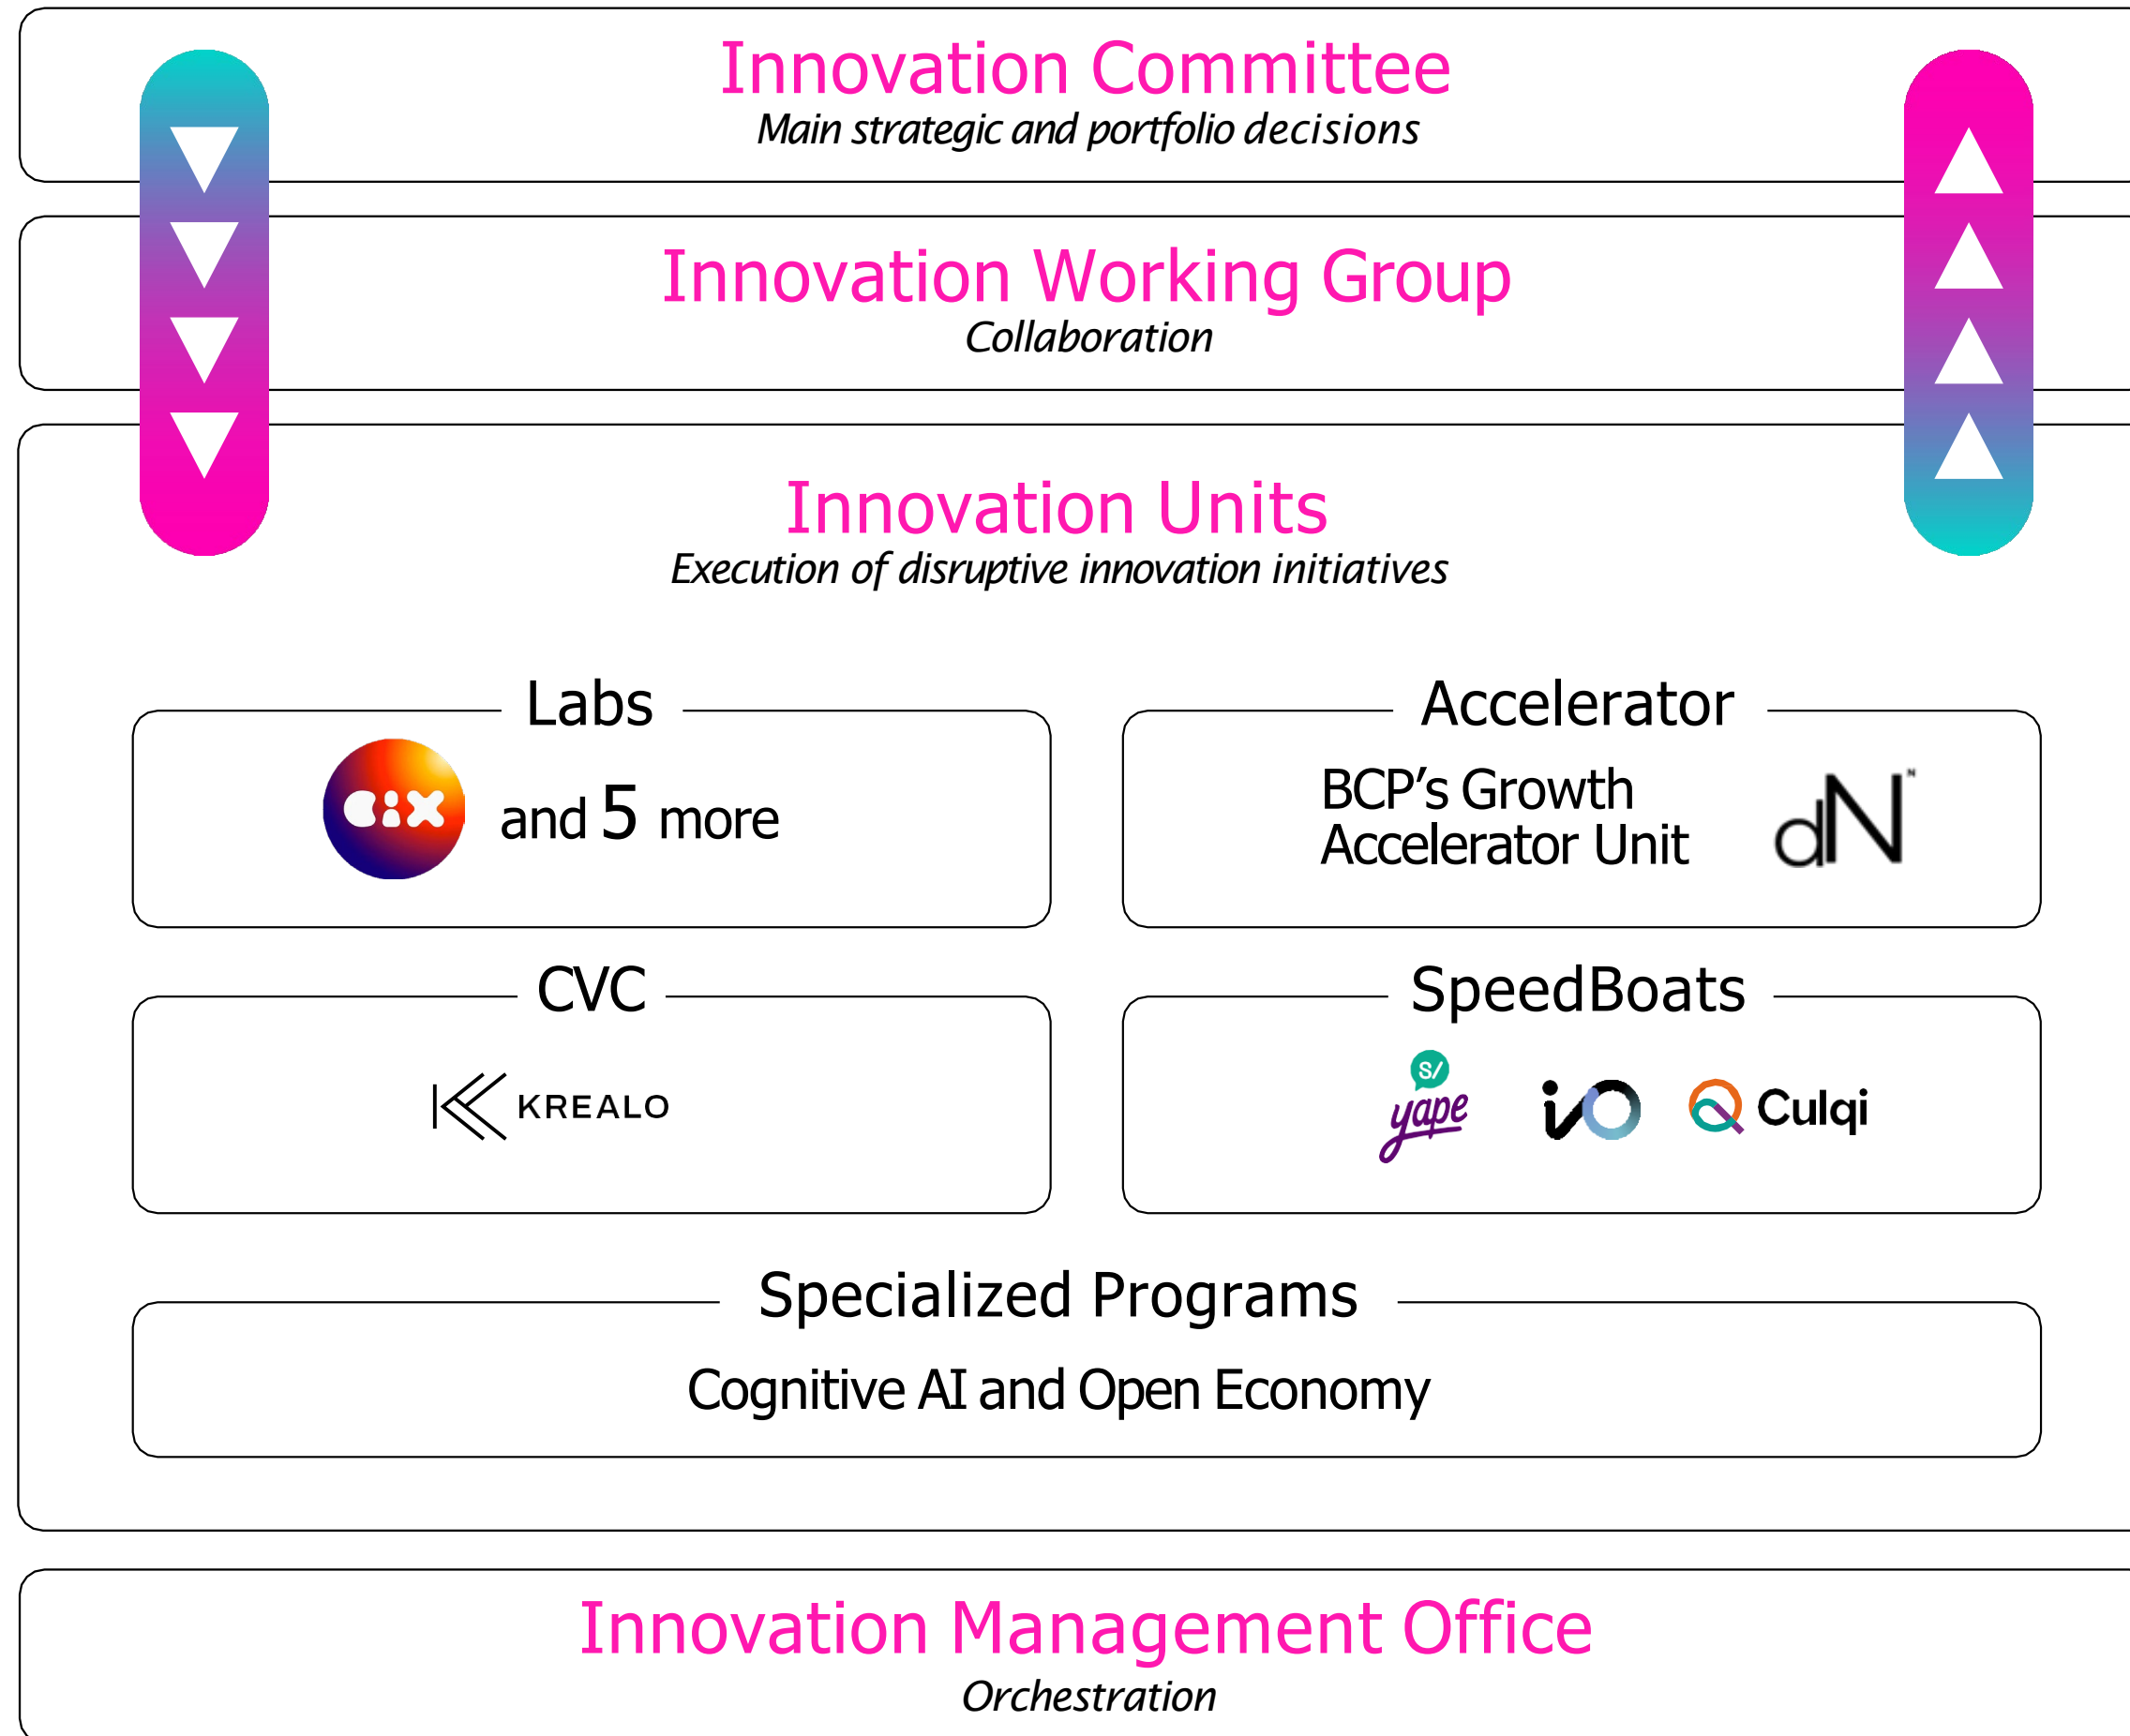 Innovation Committee
Main strategic and portfolio decisions
Innovation Working Group
Collaboration
Innovation Units
Execution of disruptive innovation initiatives
Labs
cix and 5 more
Accelerator
BCP’s Growth
Accelerator Unit
dN
CVC
KREALO
SpeedBoats
S/
yape
iO
Culqi
Specialized Programs
Cognitive AI and Open Economy
Innovation Management Office
Orchestration